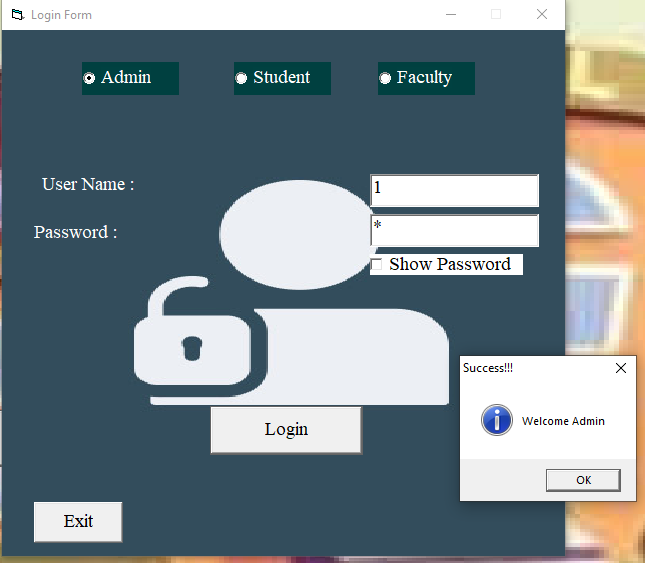 Login Form
Admin
Student
Faculty
User Name :
1
Password :
*
Show Password
Login
Exit
Success!!!
Welcome Admin
OK